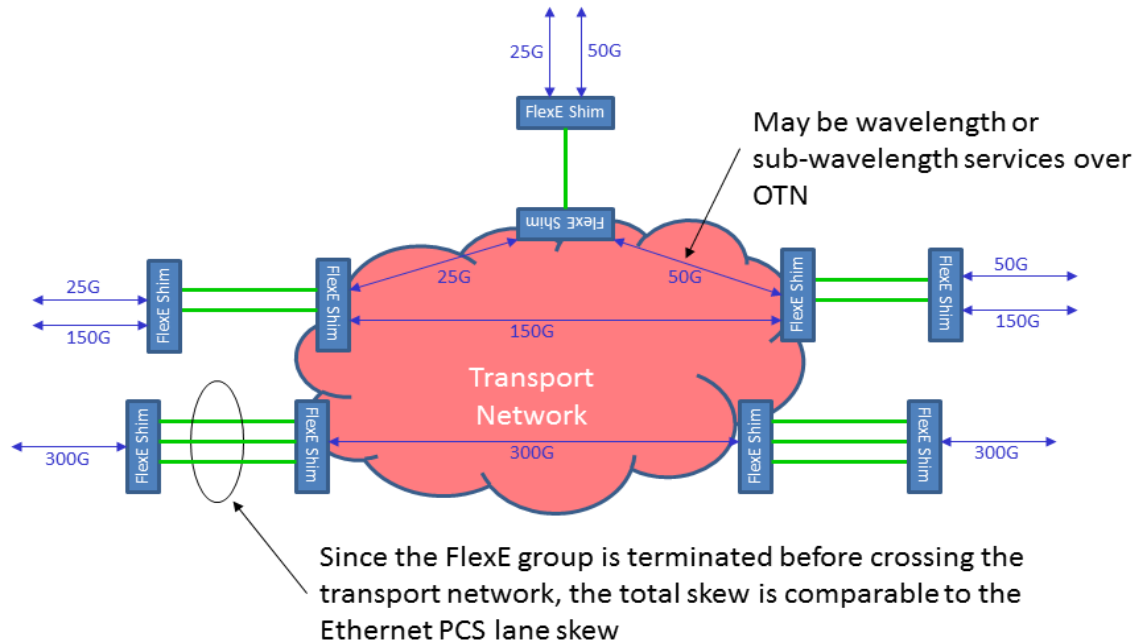 25G
50G
FlexE Shim
May be wavelength or
sub-wavelength services over
OTN
FlexE Shim
25G
50G
25G
150G
FlexE Shim
FlexE Shim
150G
FlexE Shim
FlexE Shim
50G
150G
Transport
Network
300G
FlexE Shim
FlexE Shim
300G
FlexE Shim
FlexE Shim
300G
Since the FlexE group is terminated before crossing the
transport network, the total skew is comparable to the
Ethernet PCS lane skew